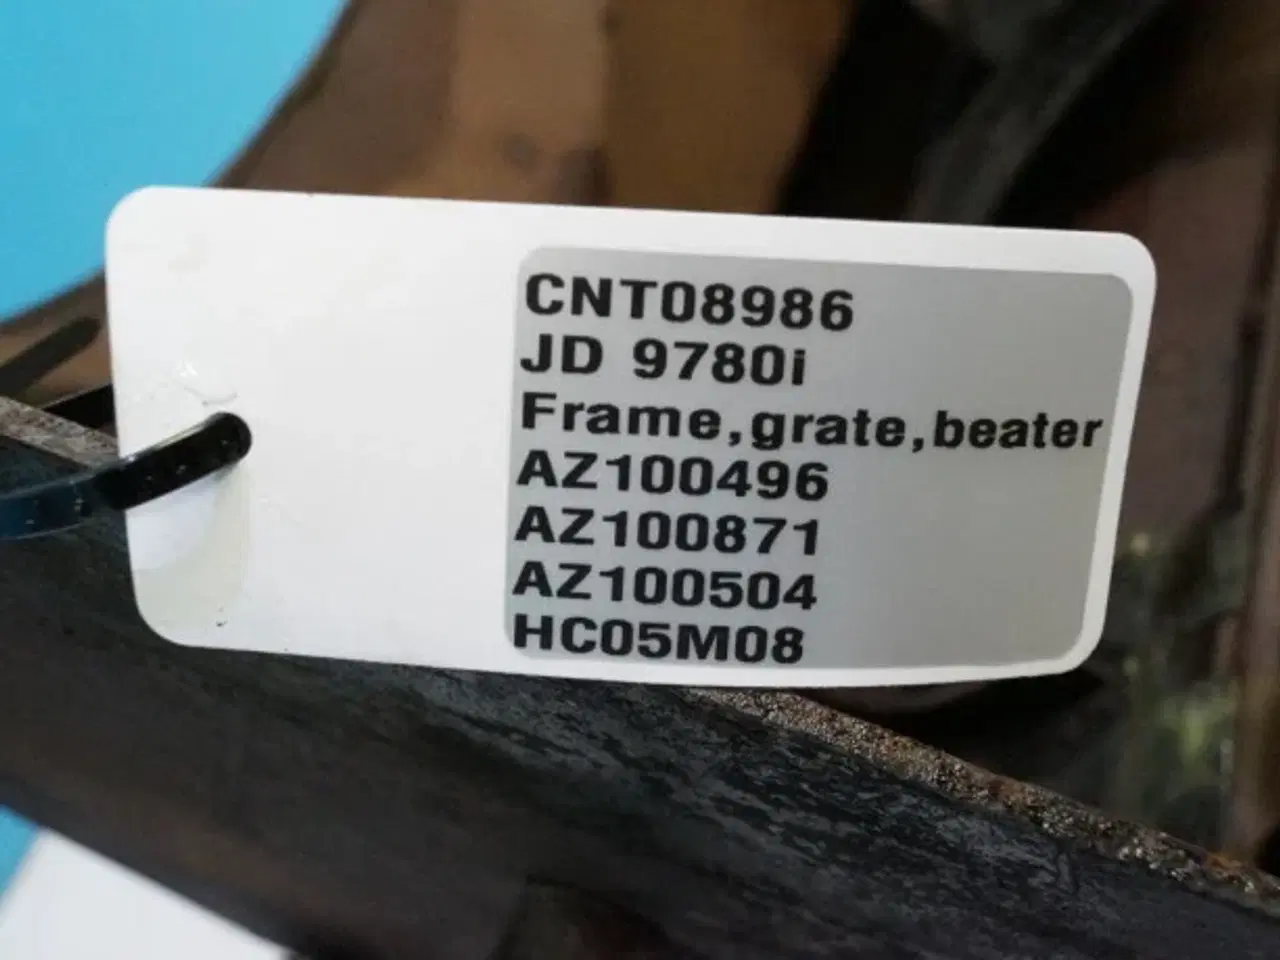 CNT08986
JD 9780i
Frame,grate,beater
AZ100496
AZ100871
AZ100504
HC05M08